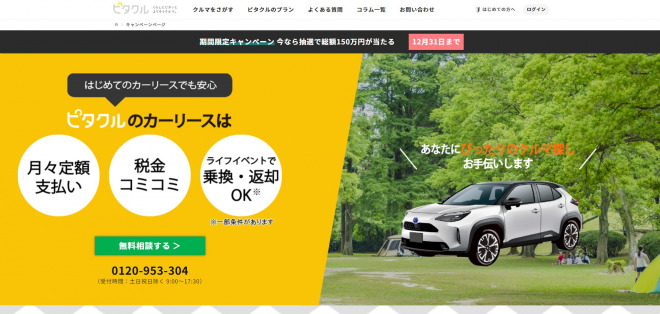 ピタクル
クルマをさがす
ピタクルのプラン
よくある質問
コラム一覧
お問い合わせ
はじめての方へ
ログイン
キャンペーンページ
期間限定キャンペーン 今なら抽選で総額150万円が当たる
12月31日まで
はじめてのカーリースでも安心
ピタクルのカーリースは
月々定額
支払い
税金
コミコミ
ライフイベントで
乗換・返却
OK※
※一部条件があります
無料相談する >
0120-953-304
（受付時間：土日祝日除く 9:00〜17:30）
あなたにぴったりのクルマ探し
お手伝いします